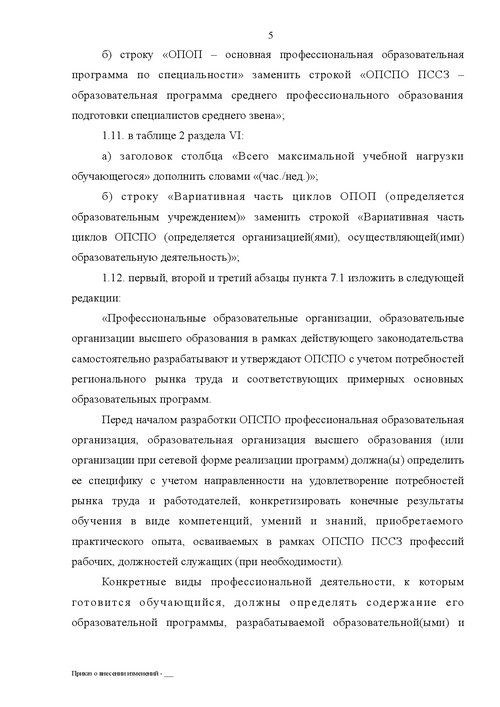 5
б) строку «ОПОП – основная профессиональная образовательная
программа по специальности» заменить строкой «ОПСПО ПССЗ –
образовательная программа среднего профессионального образования
подготовки специалистов среднего звена»;
1.11. в таблице 2 раздела VI:
а) заголовок столбца «Всего максимальной учебной нагрузки
обучающегося» дополнить словами «(час./нед.)»;
б) строку «Вариативная часть циклов ОПОП (определяется
образовательным учреждением)» заменить строкой «Вариативная часть
циклов ОПСПО (определяется организацией(ями), осуществляющей(ими)
образовательную деятельность)»;
1.12. первый, второй и третий абзацы пункта 7.1 изложить в следующей
редакции:
«Профессиональные образовательные организации, образовательные
организации высшего образования в рамках действующего законодательства
самостоятельно разрабатывают и утверждают ОПСПО с учетом потребностей
регионального рынка труда и соответствующих примерных основных
образовательных программ.
Перед началом разработки ОПСПО профессиональная образовательная
организация, образовательная организация высшего образования (или
организации при сетевой форме реализации программ) должна(ы) определить
ее специфику с учетом направленности на удовлетворение потребностей
рынка труда и работодателей, конкретизировать конечные результаты
обучения в виде компетенций, умений и знаний, приобретаемого
практического опыта, осваиваемых в рамках ОПСПО ПССЗ профессий
рабочих, должностей служащих (при необходимости).
Конкретные виды профессиональной деятельности, к которым
готовится обучающийся, должны определять содержание его
образовательной программы, разрабатываемой образовательной(ыми) и
Приказ о внесении изменений - ___